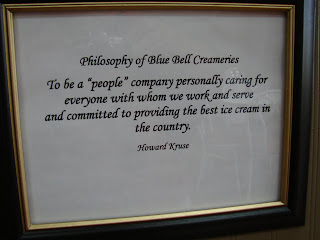 Philosophy of Blue Bell Creameries
To be a "people" company personally caring for
everyone with whom we work and serve
and committed to providing the best ice cream in
the country.
Howard Kruse